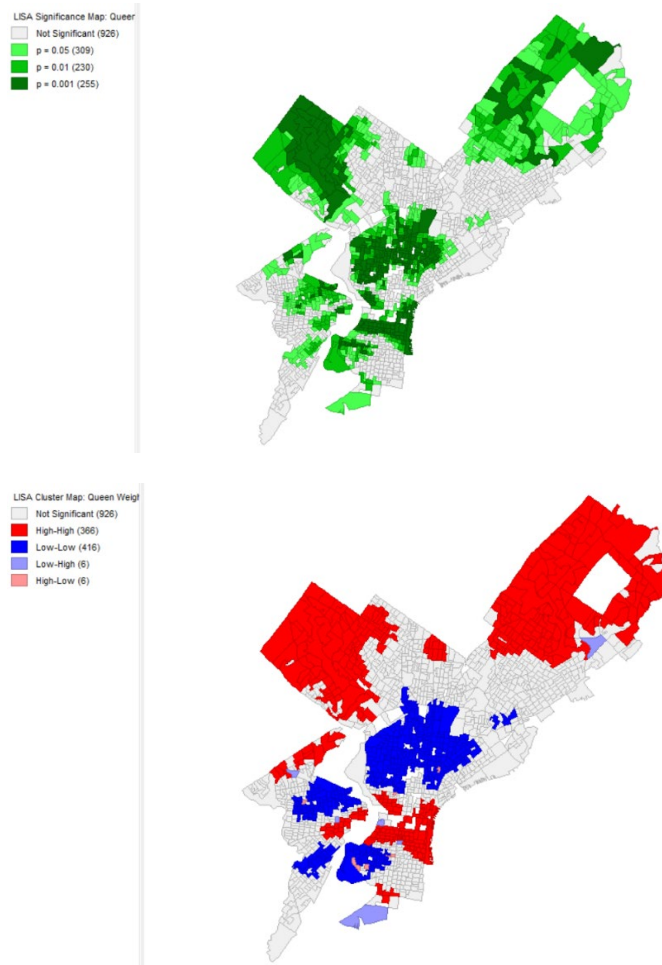 LISA Significance Map: Queen
Not Significant (926)
p = 0.05 (309)
p = 0.01 (230)
p = 0.001 (255)
LISA Cluster Map: Queen Weigh
Not Significant (926)
High-High (366)
Low-Low (416)
Low-High (6)
High-Low (6)